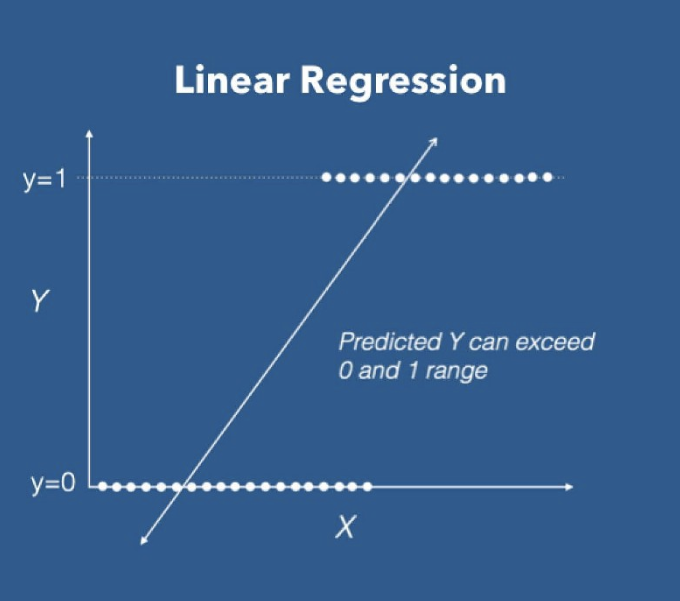 Linear Regression
y=1
Y
Predicted Y can exceed
0 and 1 range
y=0
X